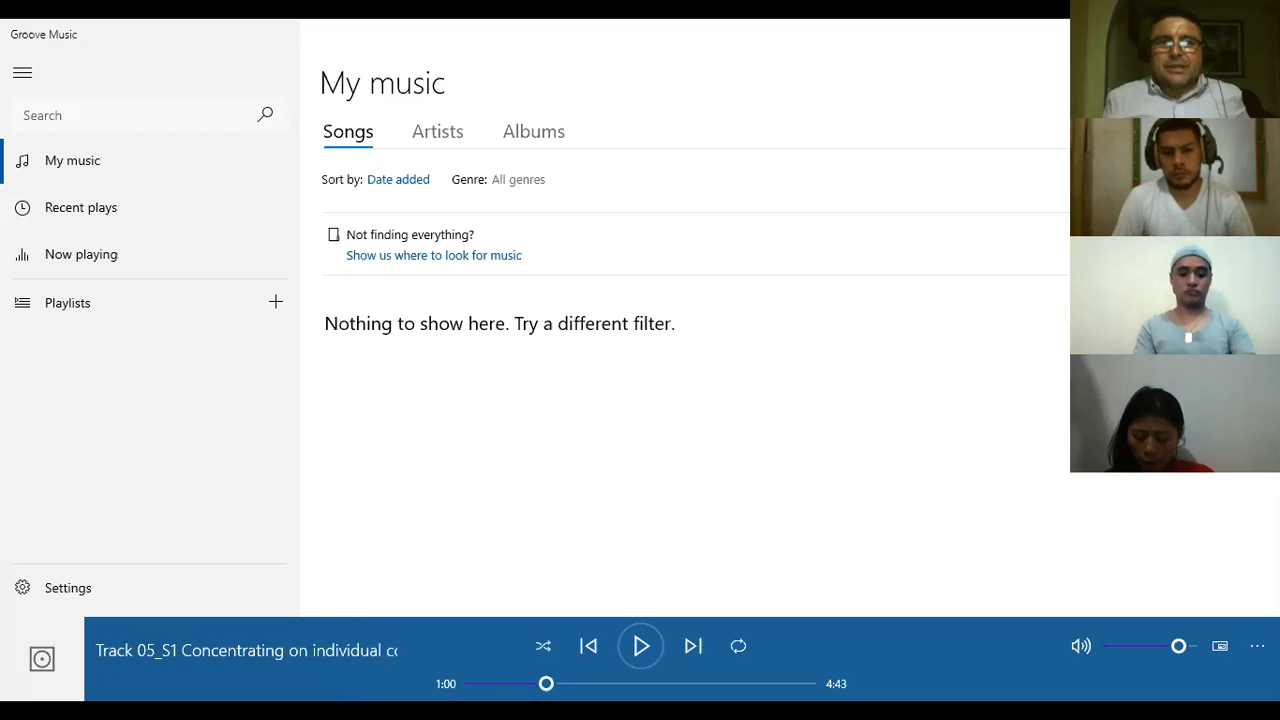 Groove Music
Search
My music
Recent plays
Now playing
Playlists
Settings
My music
Songs Artists Albums
Sort by: Date added Genre: All genres
Not finding everything?
Show us where to look for music
Nothing to show here. Try a different filter.
Track 05_S1 Concentrating on individual
1:00 4:43